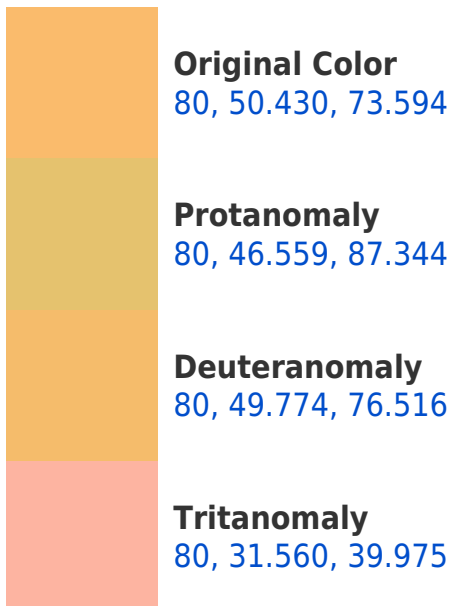 Original Color
80, 50.430, 73.594
Protanomaly
80, 46.559, 87.344
Deuteranomaly
80, 49.774, 76.516
Tritanomaly
80, 31.560, 39.975